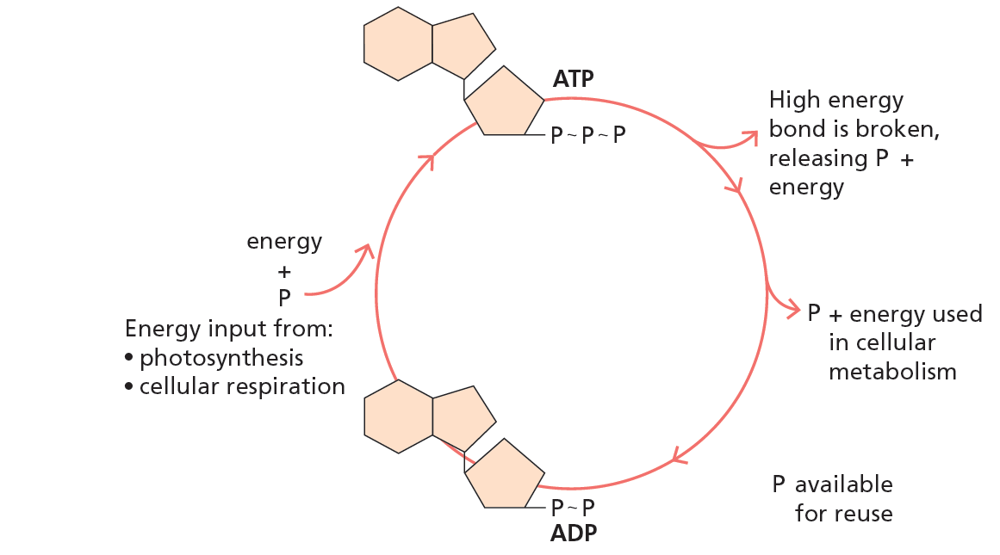 ATP
P ~ P ~ P
High energy
bond is broken,
releasing P +
energy
energy
+
P
Energy input from:
• photosynthesis
• cellular respiration
P + energy used
in cellular
metabolism
P available
for reuse
P ~ P
ADP